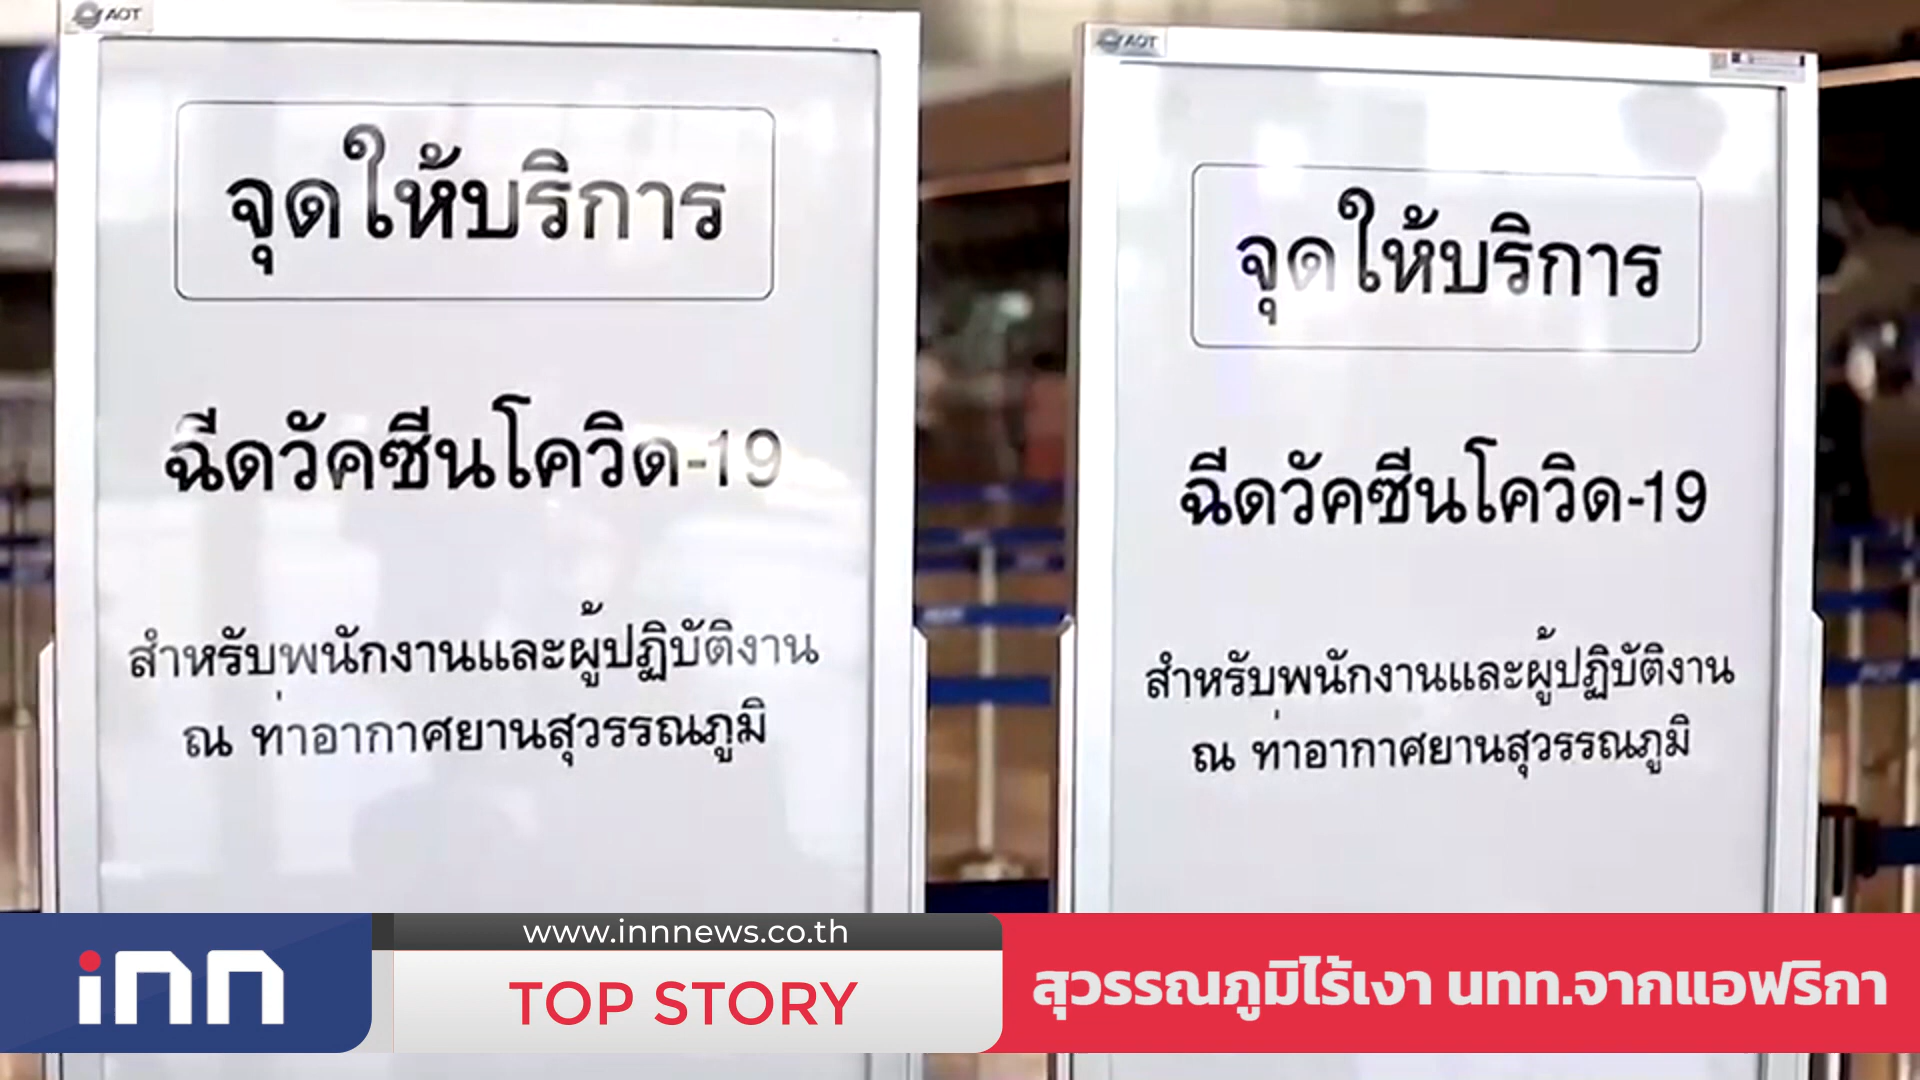 AOT
จุดให้บริการ
ฉีดวัคซีนโควิด-19
สำหรับพนักงานและผู้ปฏิบัติงาน
ณ ท่าอากาศยานสุวรรณภูมิ
AOT
จุดให้บริการ
ฉีดวัคซีนโควิด-19
สำหรับพนักงานและผู้ปฏิบัติงาน
ณ ท่าอากาศยานสุวรรณภูมิ
inn
www.innnews.co.th
TOP STORY
สุวรรณภูมิไร้เงา นทท.จากแอฟริกา